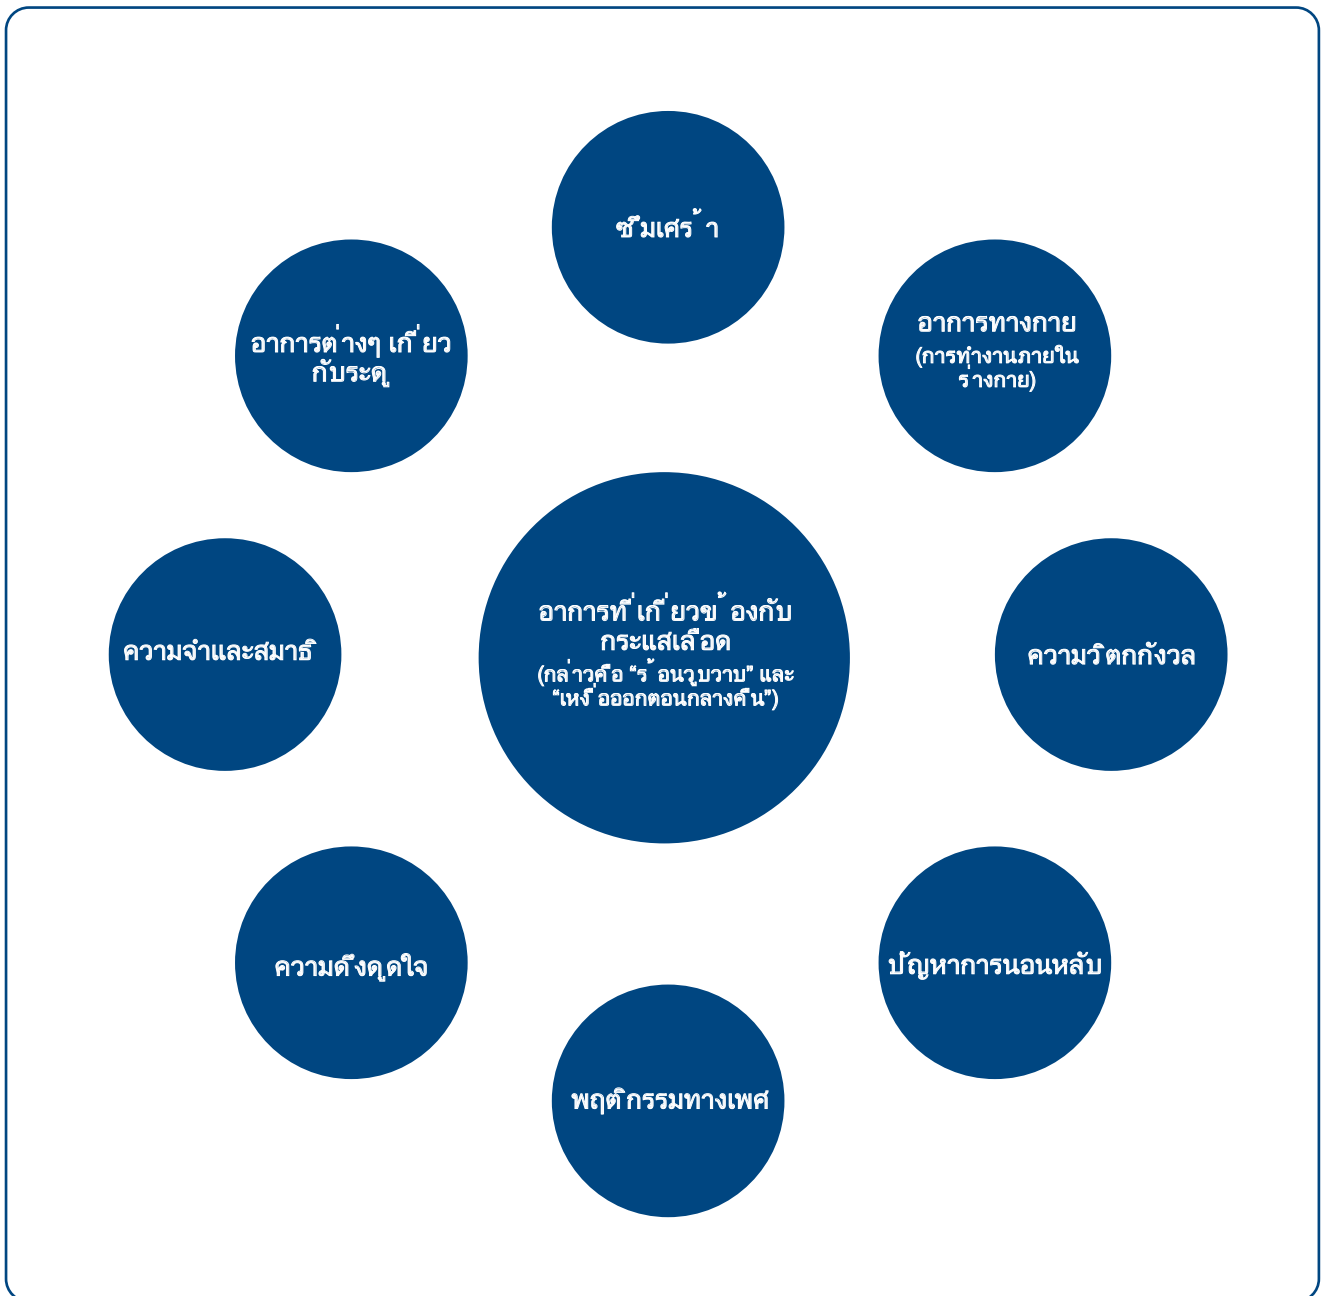 ซึมเศร้า
อาการต่างๆ เกี่ยว
กับระดู
อาการทางกาย
(การทำงานภายใน
ร่างกาย)
อาการที่เกี่ยวข้องกับ
กระแสเลือด
(กล่าวคือ “ร้อนวูบวาบ” และ
“เหงื่อออกตอนกลางคืน”)
ความจำและสมาธิ
ความวิตกกังวล
ความดึงดูดใจ
ปัญหาการนอนหลับ
พฤติกรรมทางเพศ